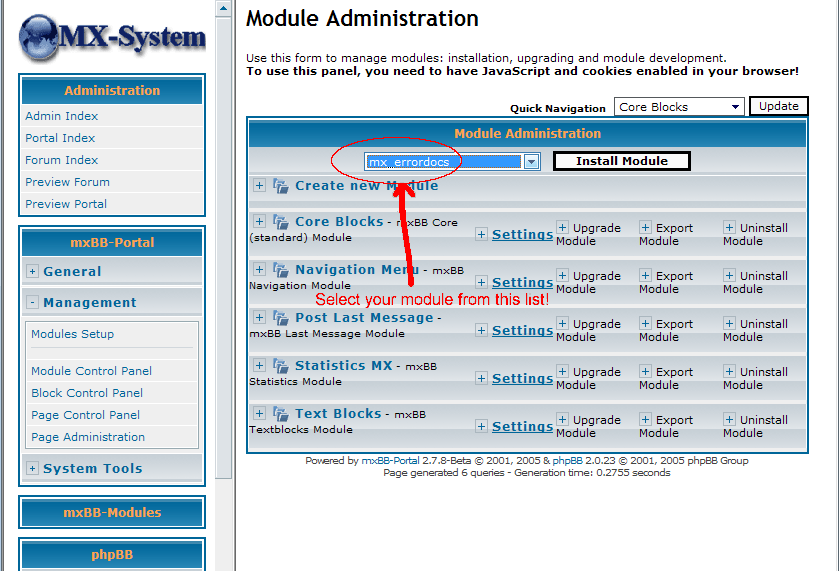 MX-System
Administration
Admin Index
Portal Index
Forum Index
Preview Forum
Preview Portal
mxBB-Portal
+ General
- Management
Modules Setup
Module Control Panel
Block Control Panel
Page Control Panel
Page Administration
+ System Tools
mxBB-Modules
phpBB
Module Administration
Use this form to manage modules: installation, upgrading and module development.
To use this panel, you need to have JavaScript and cookies enabled in your browser!
Quick Navigation Core Blocks Update
Module Administration
mx_errordocs Install Module
+ Create new Module
+ Core Blocks - mxBB Core
(standard) Module
+ Settings
+ Upgrade
Module
+ Export
Module
+ Uninstall
Module
+ Navigation Menu - mxBB
Navigation Module
+ Settings
+ Upgrade
Module
+ Export
Module
+ Uninstall
Module
Select your module from this list!
+ Post Last Message -
mxBB Last Message Module
+ Settings
+ Upgrade
Module
+ Export
Module
+ Uninstall
Module
+ Statistics MX - mxBB
Statistics Module
+ Settings
+ Upgrade
Module
+ Export
Module
+ Uninstall
Module
+ Text Blocks - mxBB
Textblocks Module
+ Settings
+ Upgrade
Module
+ Export
Module
+ Uninstall
Module
Powered by mxBB-Portal 2.7.8-Beta © 2001, 2005 & phpBB 2.0.23 © 2001, 2005 phpBB Group
Page generated 6 queries - Generation time: 0.2755 seconds